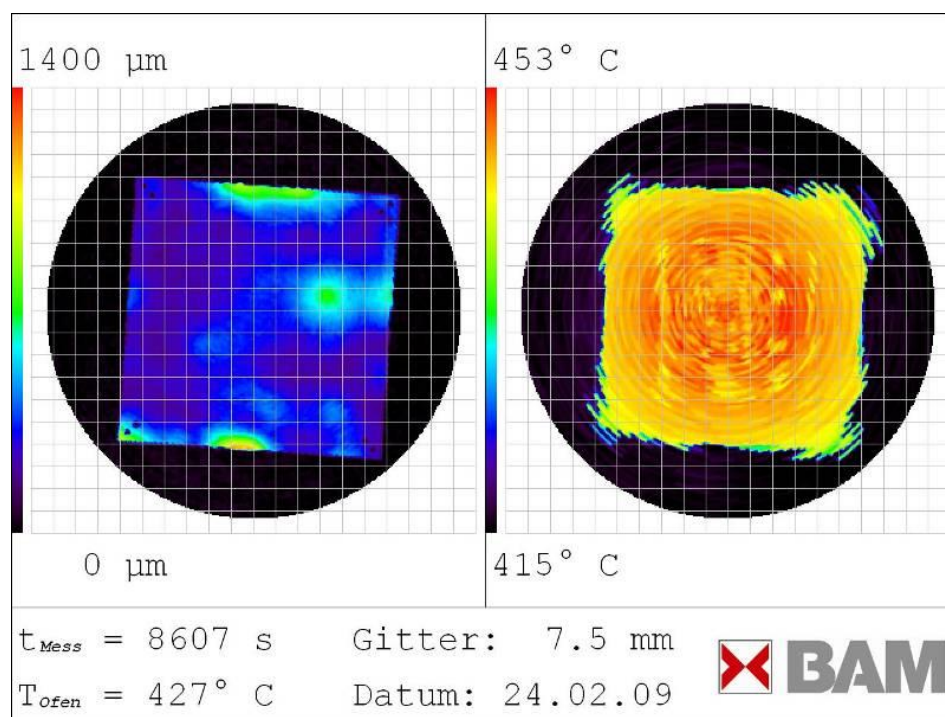 1400 µm
453° C
0 µm
415° C
tMess = 8607 s Gitter: 7.5 mm
TOfen = 427° C Datum: 24.02.09
BAM